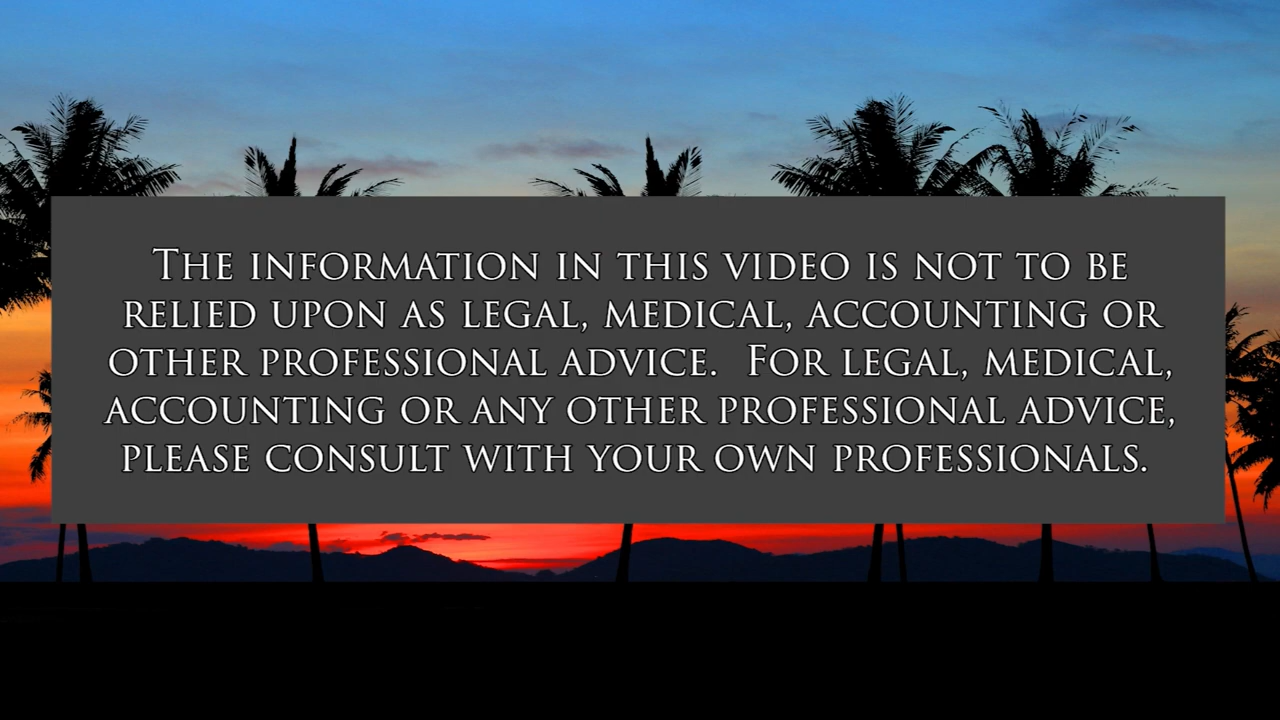 The information in this video is not to be
relied upon as legal, medical, accounting or
other professional advice.  For legal, medical,
accounting or any other professional advice,
please consult with your own professionals.